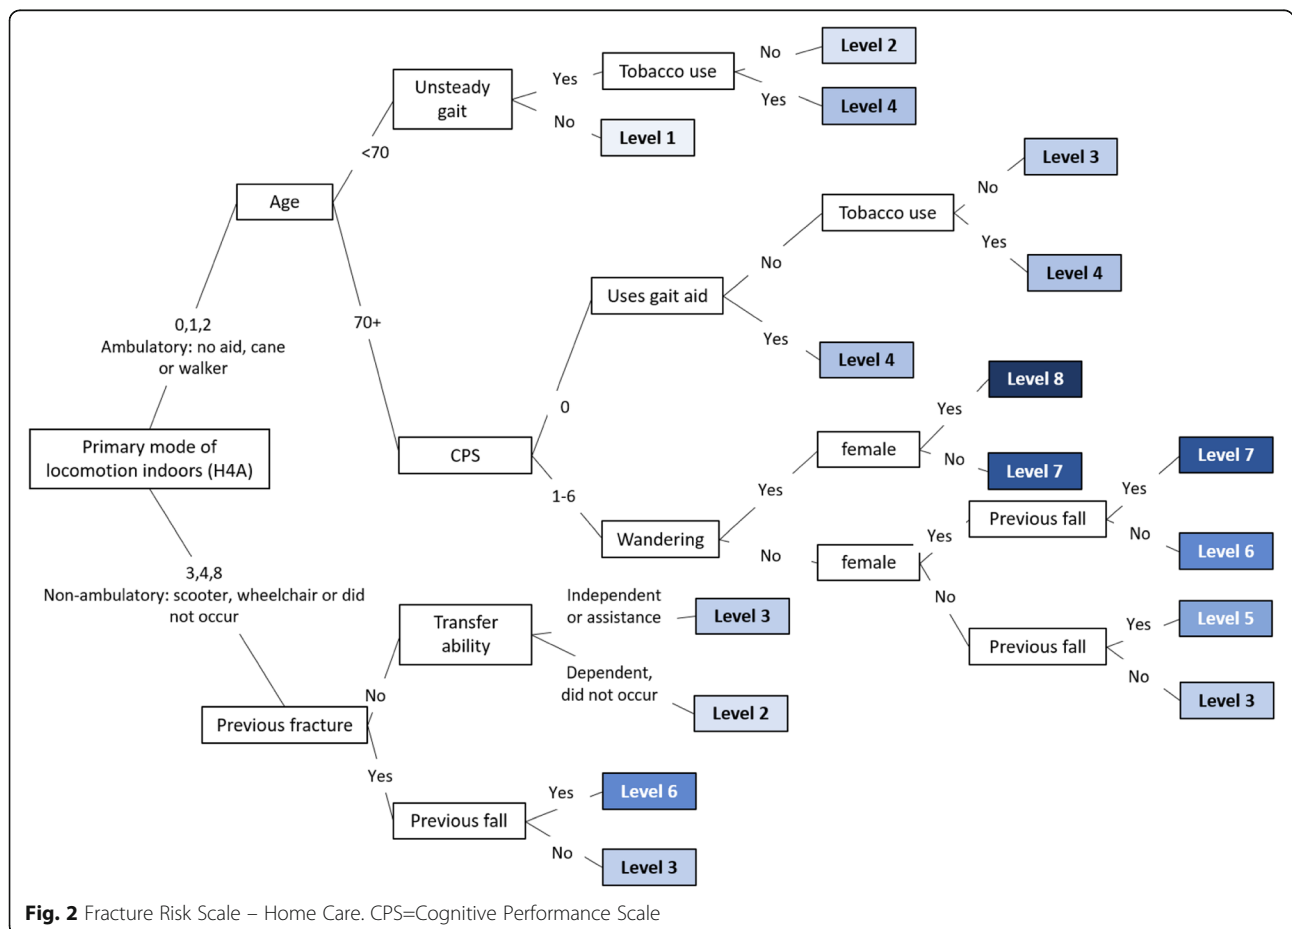 Level 2
No
Unsteady
gait
Yes
Tobacco use
Yes
Level 4
No
Level 1
<70
Age
Level 3
No
Tobacco use
Yes
Level 4
No
Uses gait aid
70+
Yes
Level 4
0,1,2
Ambulatory: no aid, cane
or walker
0
Level 8
Yes
Primary mode of
locomotion indoors (H4A)
CPS
female
No
Level 7
Level 7
Yes
1-6
Yes
Previous fall
Wandering
Yes
No
Level 6
No
female
3,4,8
Non-ambulatory: scooter, wheelchair or did
not occur
No
Level 5
Yes
Previous fall
No
Level 3
Transfer
ability
Independent
or assistance
Level 3
Dependent,
did not occur
Level 2
No
Previous fracture
Yes
Level 6
Yes
Previous fall
No
Level 3
Fig. 2 Fracture Risk Scale – Home Care. CPS=Cognitive Performance Scale